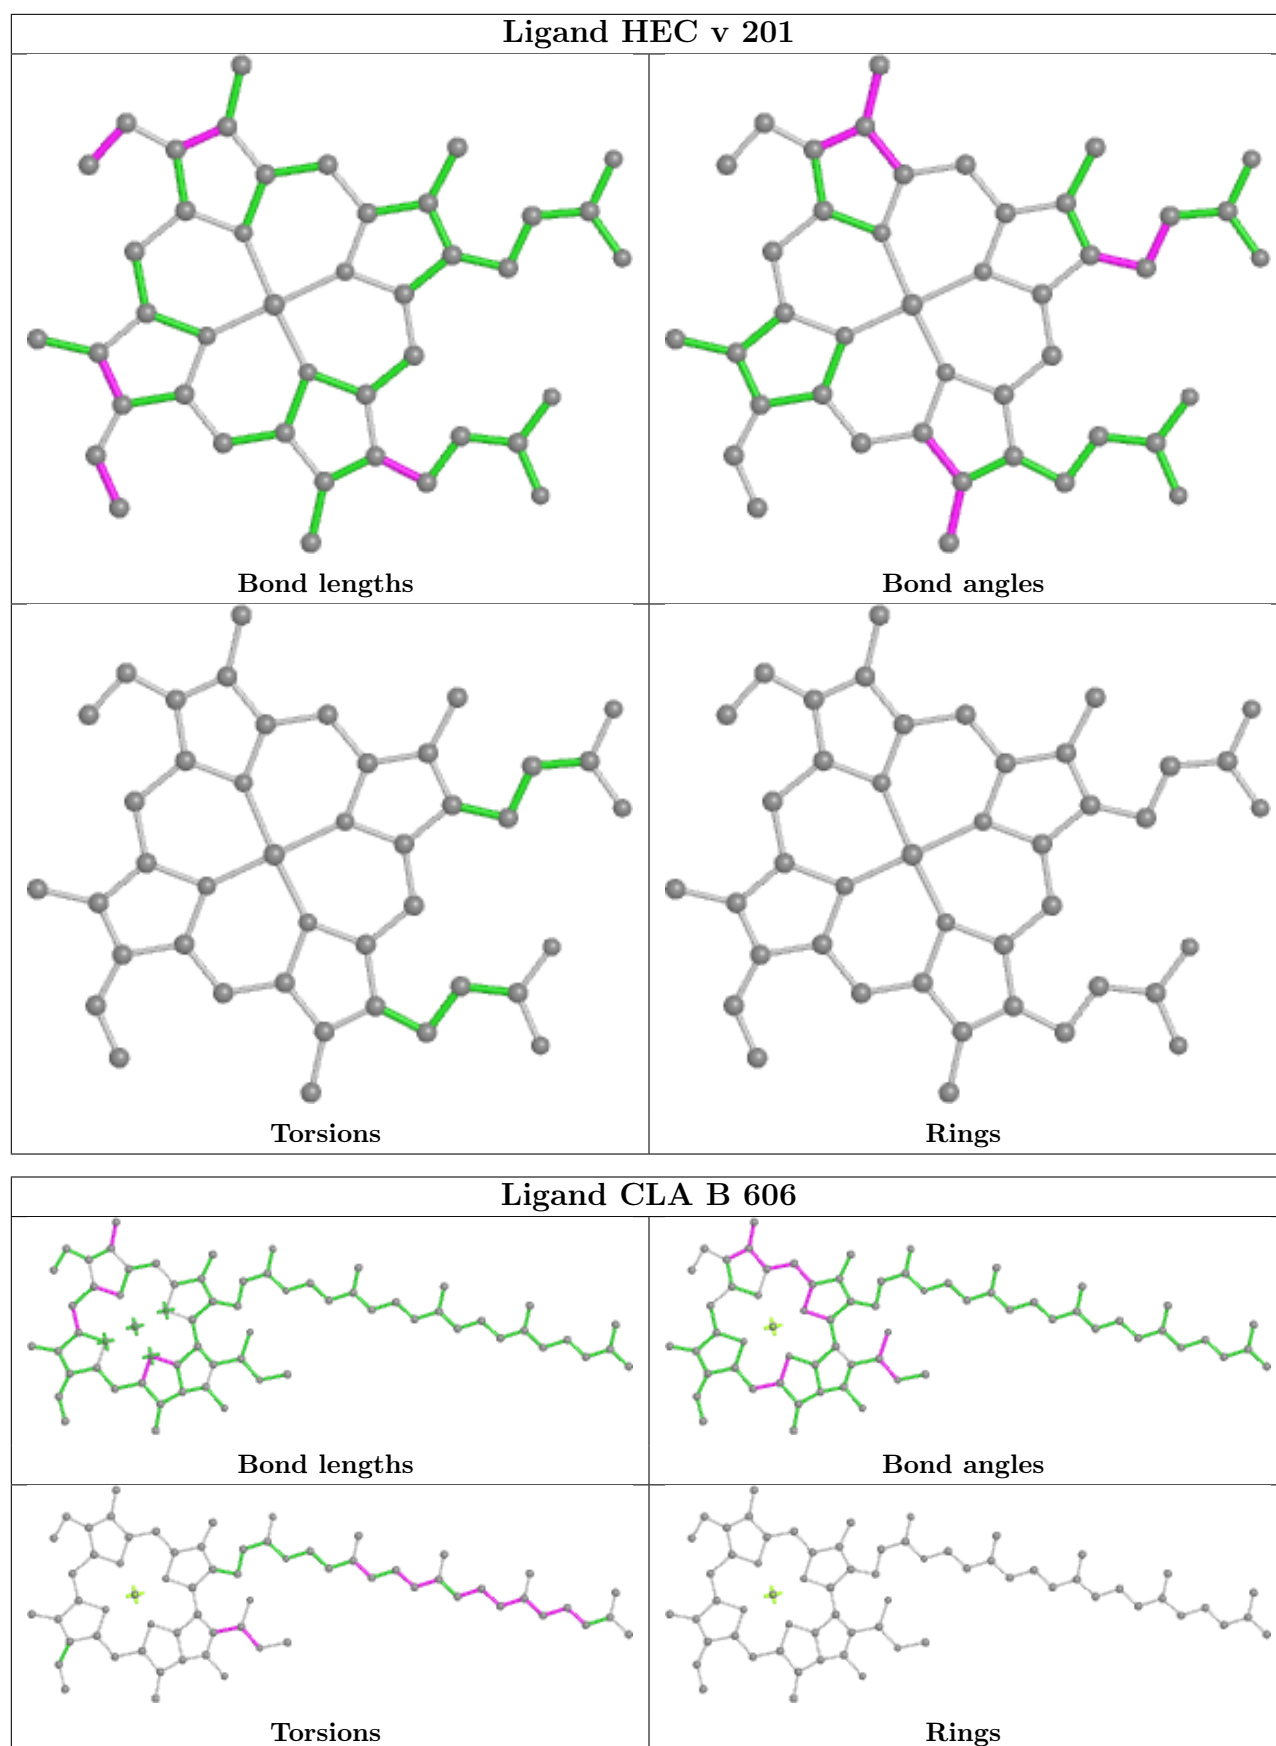 Ligand HEC v 201
Bond lengths
Bond angles
Torsions
Rings
Ligand CLA B 606
Bond lengths
Bond angles
Torsions
Rings